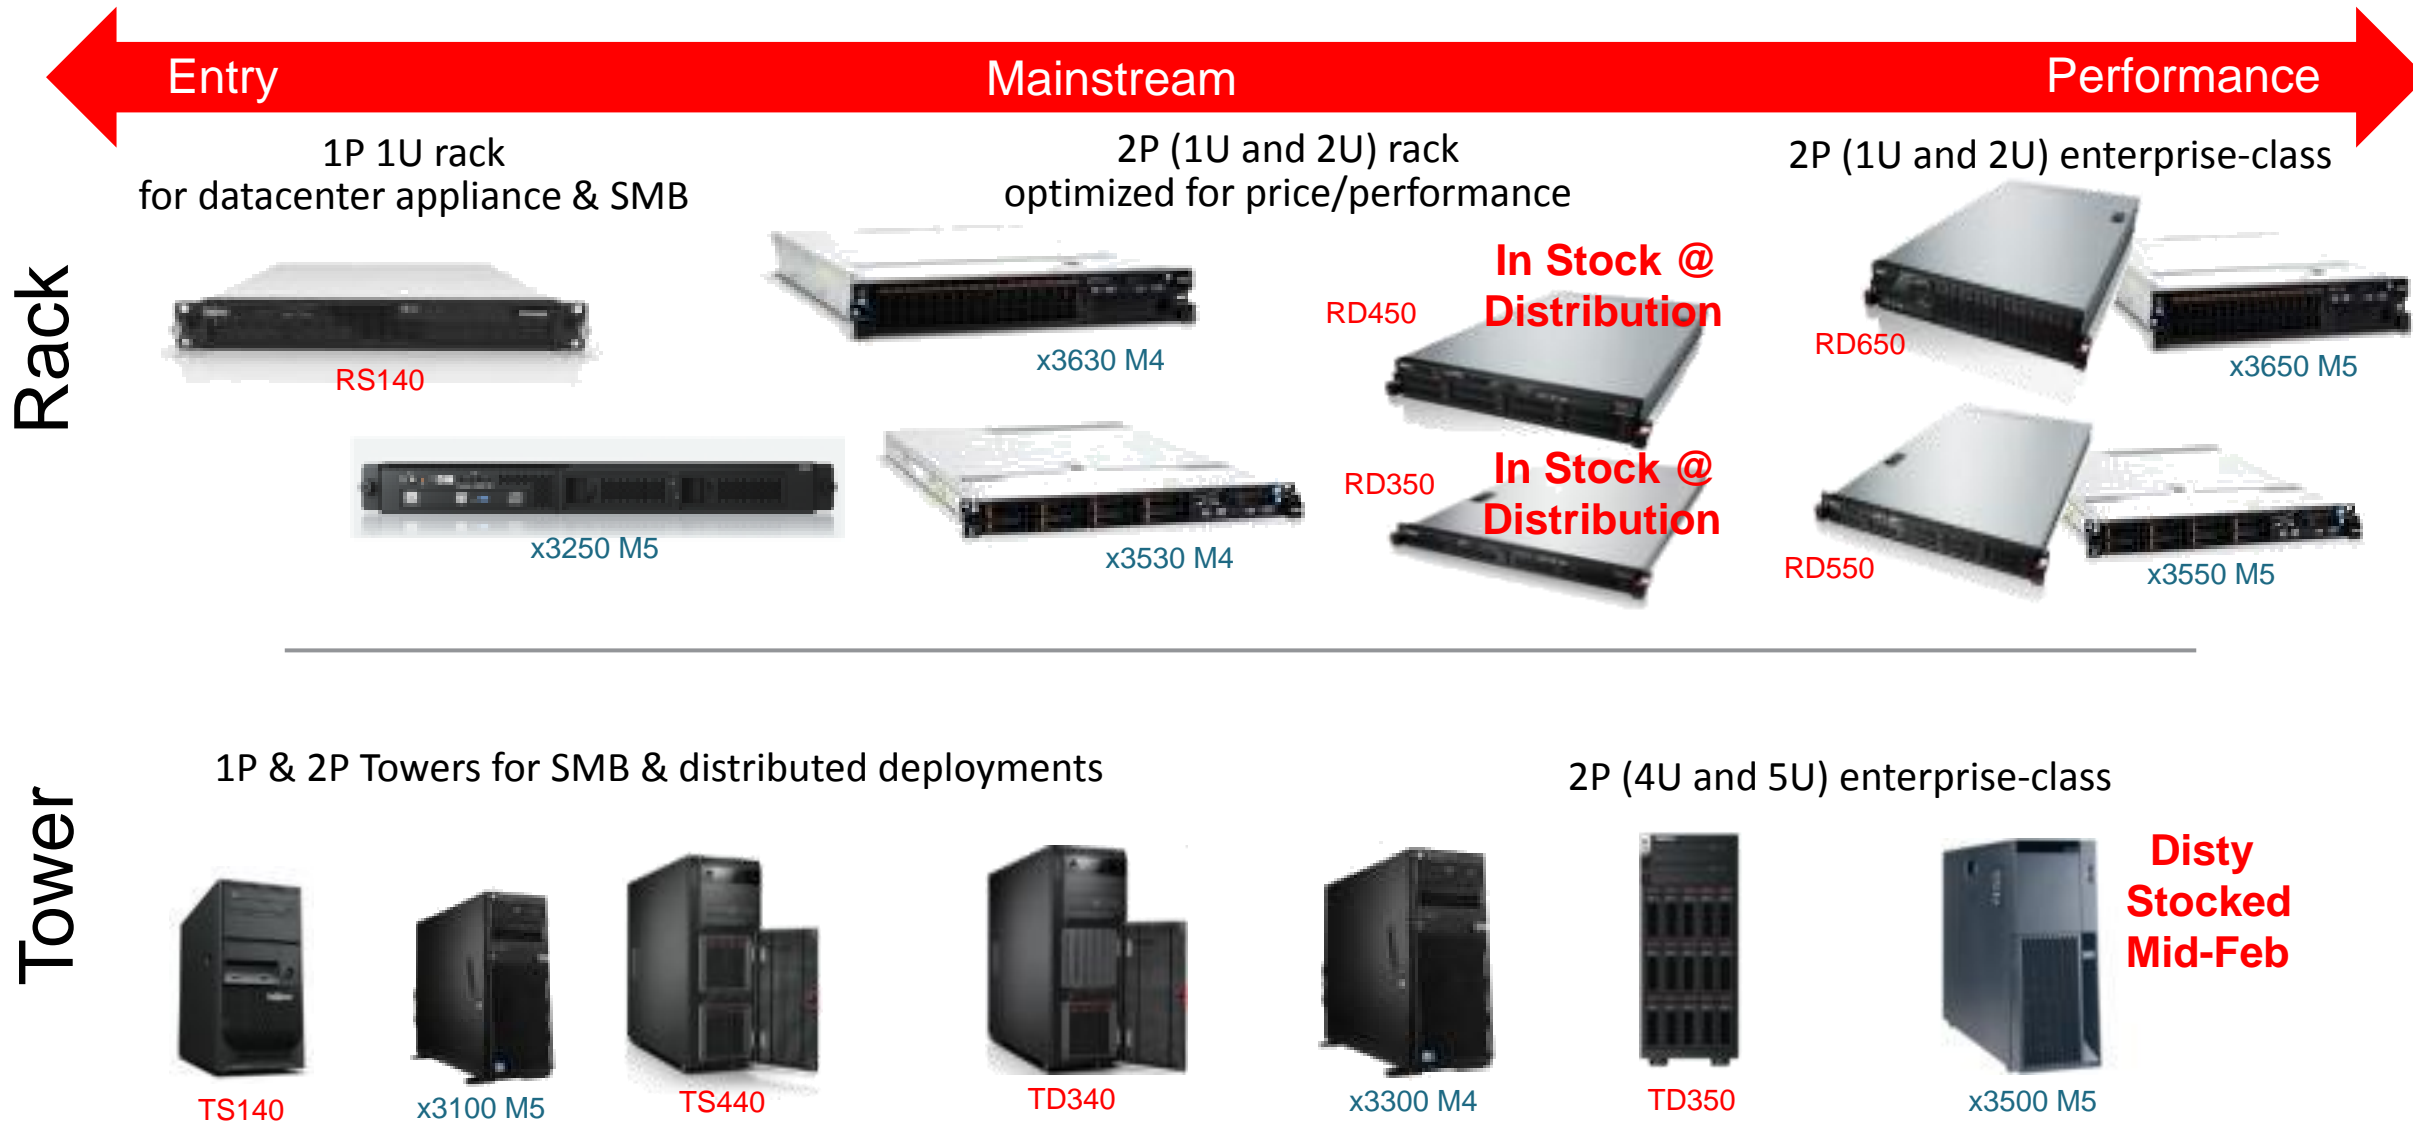 Entry
Mainstream
Performance
Rack
1P 1U rack
for datacenter appliance & SMB
2P (1U and 2U) rack
optimized for price/performance
2P (1U and 2U) enterprise-class
RS140
x3250 M5
x3630 M4
x3530 M4
RD450
In Stock @
Distribution
RD350
In Stock @
Distribution
RD650
x3650 M5
RD550
x3550 M5
Tower
1P & 2P Towers for SMB & distributed deployments
2P (4U and 5U) enterprise-class
TS140
x3100 M5
TS440
TD340
x3300 M4
TD350
x3500 M5
Disty
Stocked
Mid-Feb